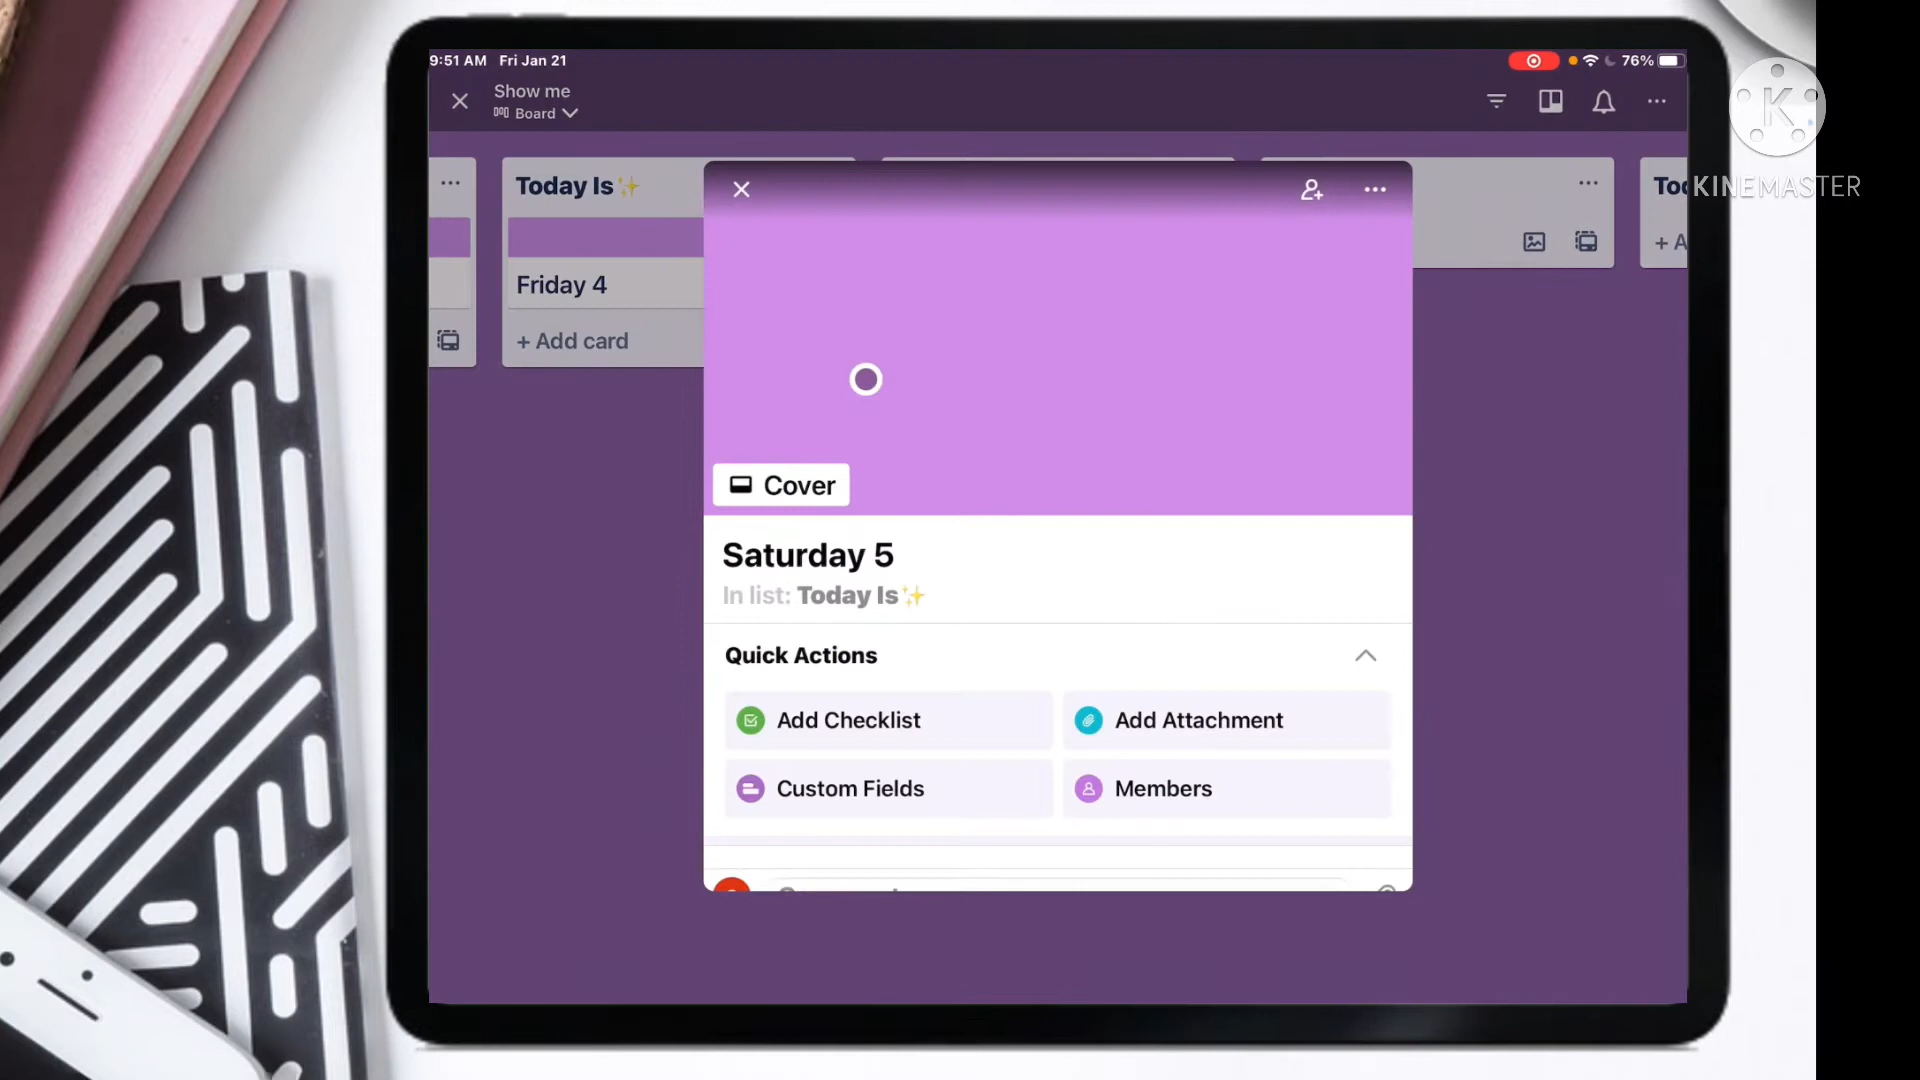 9:51 AM Fri Jan 21
76%
Show me
Board
KINEMASTER
Today Is✨
Friday 4
+ Add card
Cover
Saturday 5
In list: Today Is✨
Quick Actions
Add Checklist
Add Attachment
Custom Fields
Members